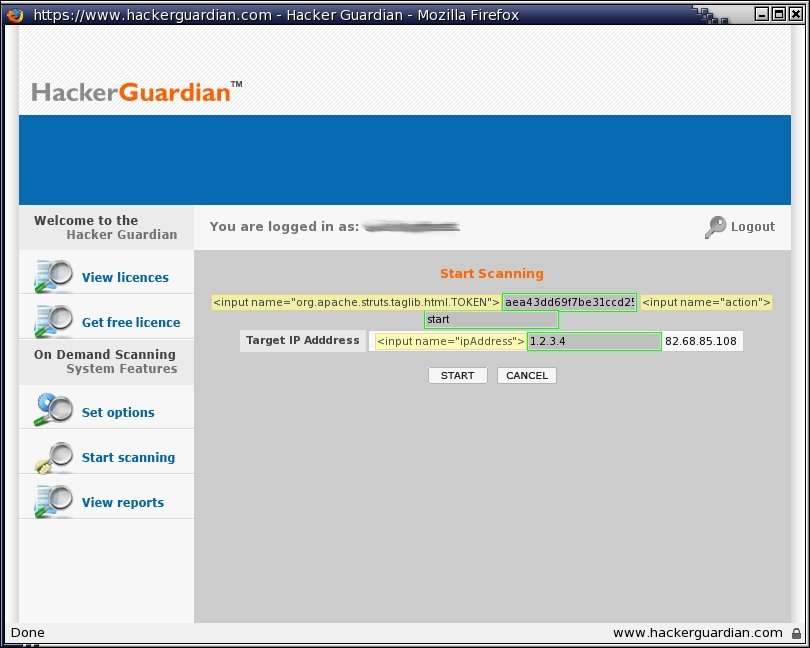 https://www.hackerguardian.com - Hacker Guardian - Mozilla Firefox
HackerGuardian™
Welcome to the
Hacker Guardian
You are logged in as:
Logout
View licences
Get free licence
On Demand Scanning
System Features
Set options
Start scanning
View reports
Start Scanning
<input name="org.apache.struts.taglib.html.TOKEN"> aea43dd69f7be31ccd25 <input name="action">
start
Target IP Adddress <input name="ipAddress"> 1.2.3.4 82.68.85.108
START CANCEL
Done www.hackerguardian.com